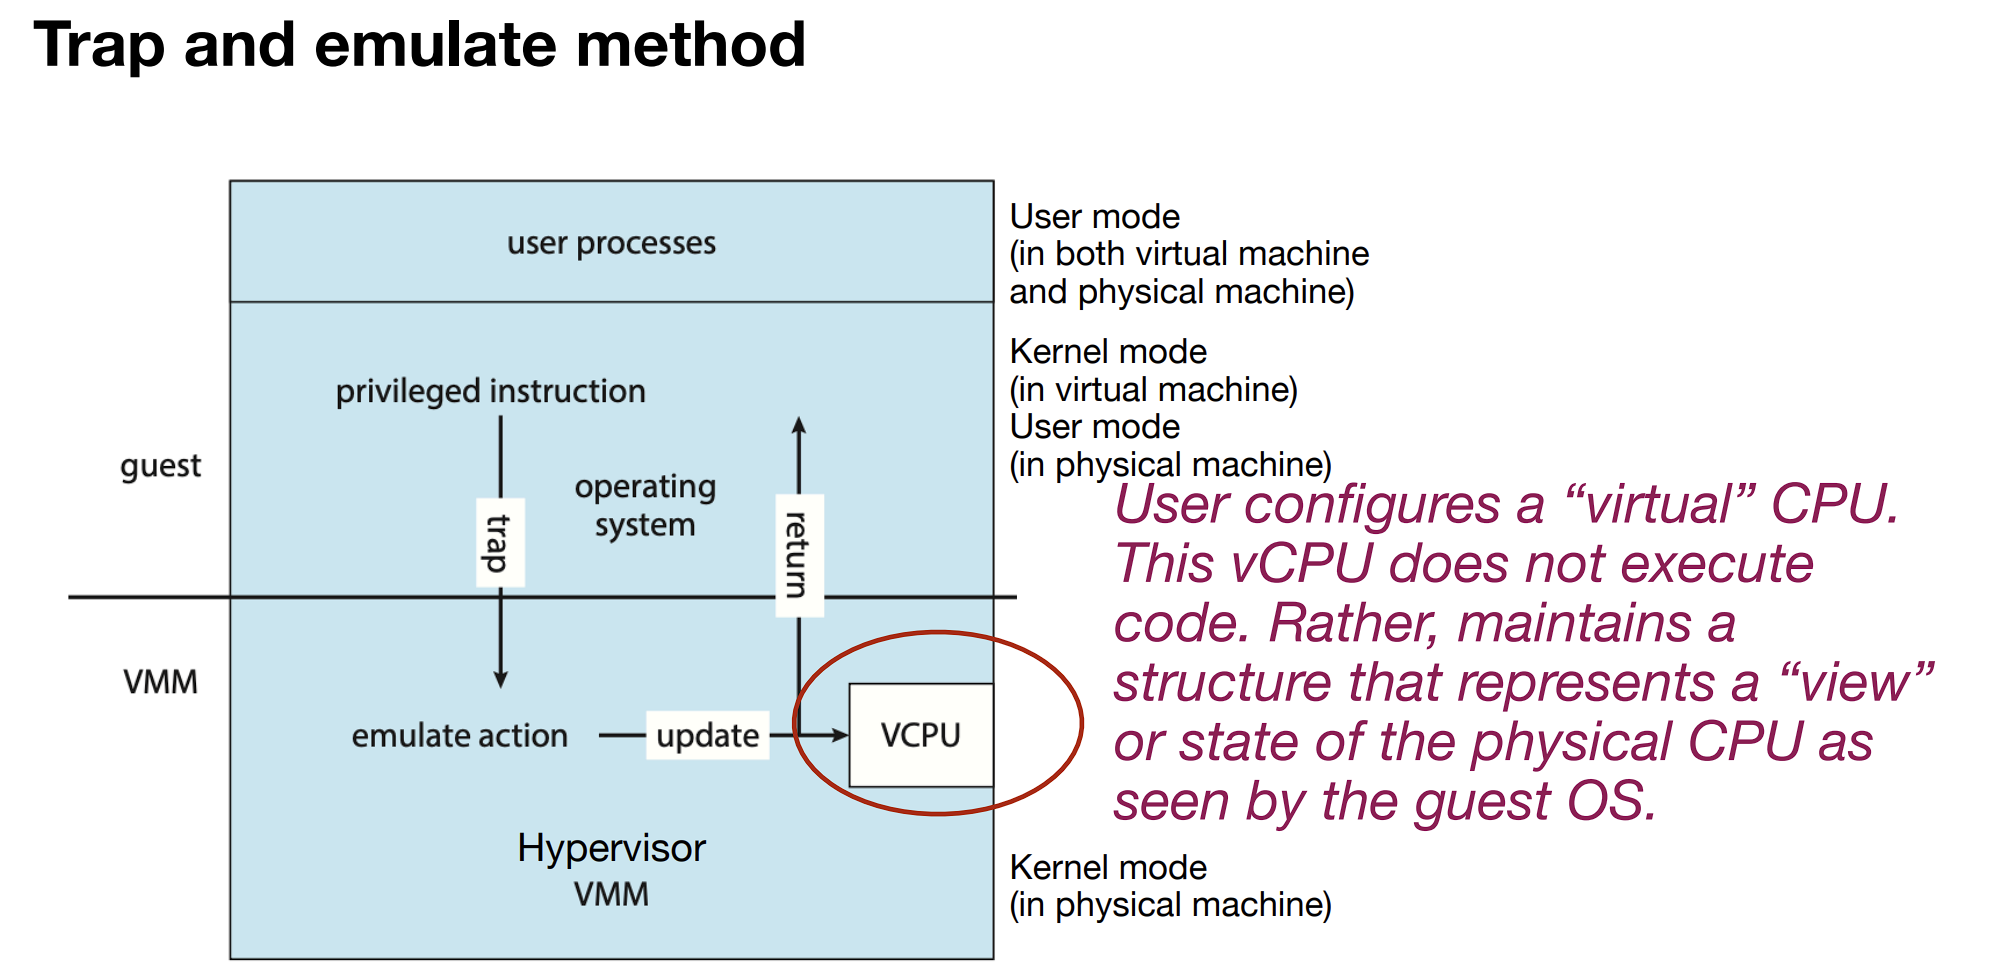 Trap and emulate method
user processes
User mode
(in both virtual machine
and physical machine)
privileged instruction
Kernel mode
(in virtual machine)
User mode
(in physical machine)
guest
trap
operating
system
return
User configures a “virtual” CPU.
This vCPU does not execute
code. Rather, maintains a
structure that represents a “view”
or state of the physical CPU as
seen by the guest OS.
VMM
emulate action
update
VCPU
Hypervisor
VMM
Kernel mode
(in physical machine)